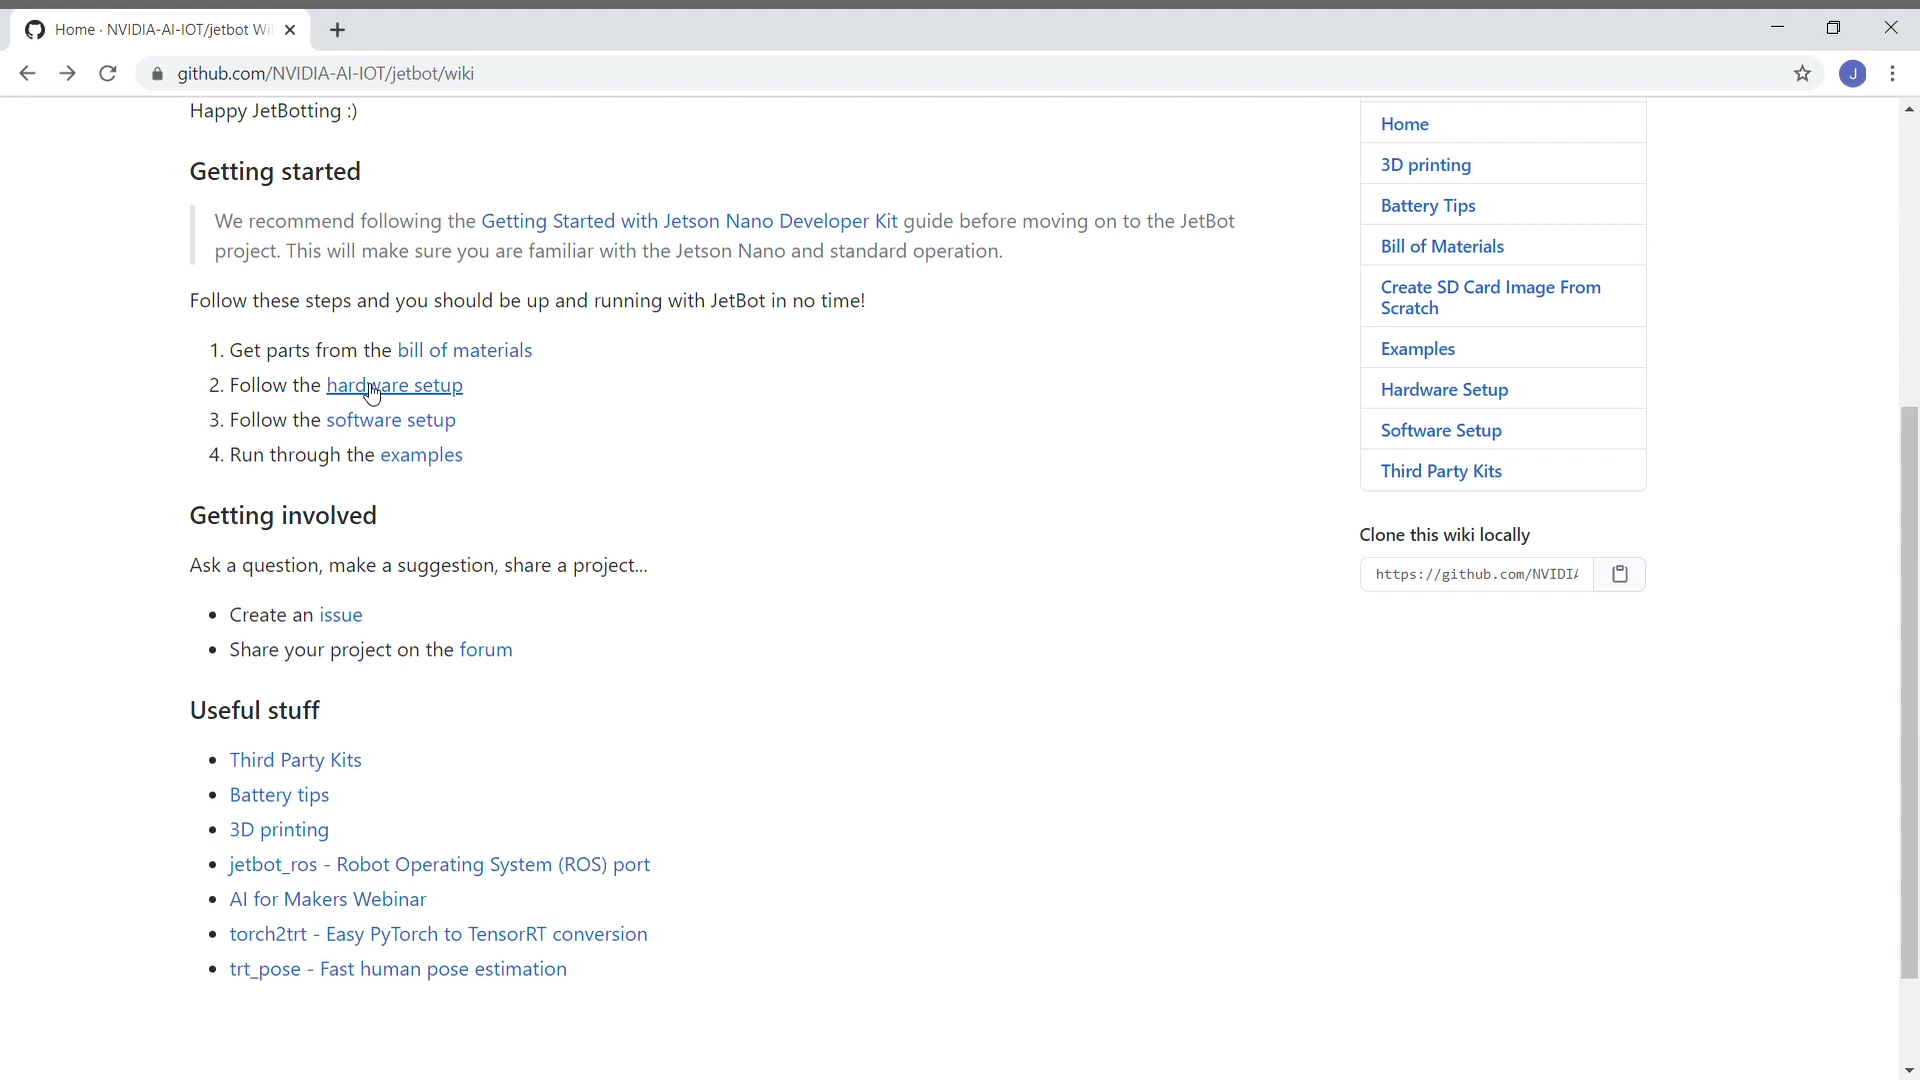 Home · NVIDIA-AI-IOT/jetbot Wi
github.com/NVIDIA-AI-IOT/jetbot/wiki
J
Happy JetBotting :)
Getting started
We recommend following the Getting Started with Jetson Nano Developer Kit guide before moving on to the JetBot
project. This will make sure you are familiar with the Jetson Nano and standard operation.
Follow these steps and you should be up and running with JetBot in no time!
1. Get parts from the bill of materials
2. Follow the hardware setup
3. Follow the software setup
4. Run through the examples
Getting involved
Ask a question, make a suggestion, share a project...
• Create an issue
• Share your project on the forum
Useful stuff
• Third Party Kits
• Battery tips
• 3D printing
• jetbot_ros - Robot Operating System (ROS) port
• AI for Makers Webinar
• torch2trt - Easy PyTorch to TensorRT conversion
• trt_pose - Fast human pose estimation
Home
3D printing
Battery Tips
Bill of Materials
Create SD Card Image From
Scratch
Examples
Hardware Setup
Software Setup
Third Party Kits
Clone this wiki locally
https://github.com/NVIDI